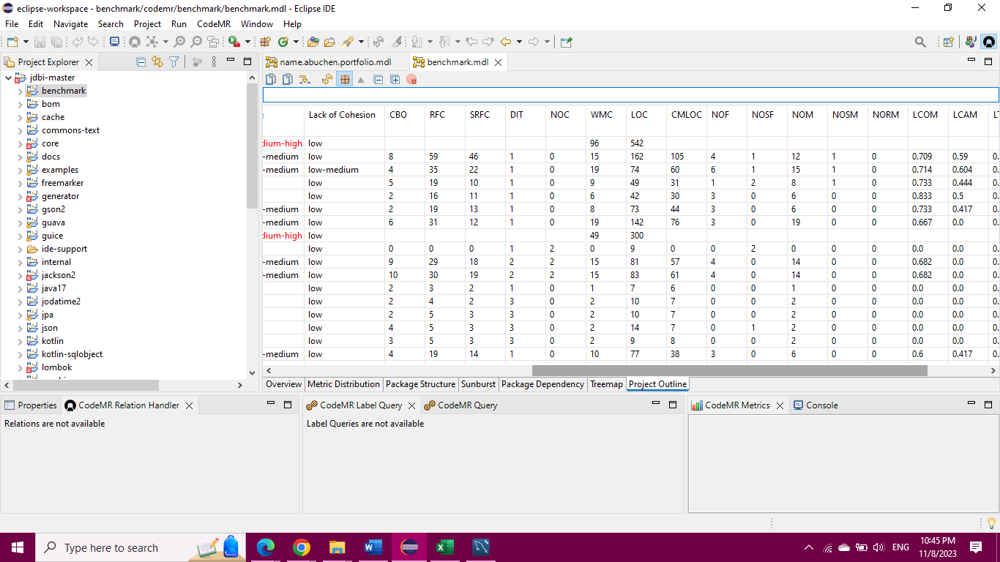 eclipse-workspace - benchmark/codemr/benchmark/benchmark.mdl - Eclipse IDE
File Edit Navigate Search Project Run CodeMR Window Help
Project Explorer
name.abuchen.portfolio.mdl benchmark.mdl
jdbi-master
benchmark
bom
cache
commons-text
core
docs
examples
freemarker
generator
gson2
guava
guice
ide-support
internal
jackson2
java17
jodatime2
jpa
json
kotlin
kotlin-sqlobject
lombok
Lack of Cohesion CBO RFC SRFC DIT NOC WMC LOC CMLOC NOF NOSF NOM NOSM NORM LCOM LCAM LT
dium-high low 96 542
-medium low 8 59 46 1 0 15 162 105 4 1 12 1 0 0.709 0.59 0.
-medium low-medium 4 35 22 1 0 19 74 60 6 1 15 1 0 0.714 0.604 0.
low 5 19 10 1 0 9 49 31 1 2 8 1 0 0.733 0.444 0.
low 2 16 11 1 0 6 42 30 3 0 6 0 0 0.833 0.5 0.
-medium low 2 19 13 1 0 8 73 44 3 0 6 0 0 0.733 0.417 0.
-medium low 6 31 12 1 0 19 142 76 3 0 19 0 0 0.667 0.0 0.
dium-high low 49 300
low 0 0 0 1 2 0 9 0 0 2 0 0 0 0.0 0.0 0.
-medium low 9 29 18 2 2 15 81 57 4 0 14 0 0 0.682 0.0 0.
-medium low 10 30 19 2 2 15 83 61 4 0 14 0 0 0.682 0.0 0.
low 2 3 2 1 0 1 7 6 0 0 1 0 0 0.0 0.0 0.
low 2 4 2 3 0 2 10 7 0 0 2 0 0 0.0 0.0 0.
low 2 5 3 3 0 2 10 7 0 0 2 0 0 0.0 0.0 0.
low 4 5 3 3 0 2 14 7 0 1 2 0 0 0.0 0.0 0.
low 3 5 3 3 0 2 9 8 0 0 2 0 0 0.0 0.0 0.
-medium low 4 19 14 1 0 10 77 38 3 0 6 0 0 0.6 0.417 0.
Overview Metric Distribution Package Structure Sunburst Package Dependency Treemap Project Outline
Properties CodeMR Relation Handler
Relations are not available
CodeMR Label Query CodeMR Query
Label Queries are not available
CodeMR Metrics Console
Type here to search
ENG
10:45 PM
11/8/2023